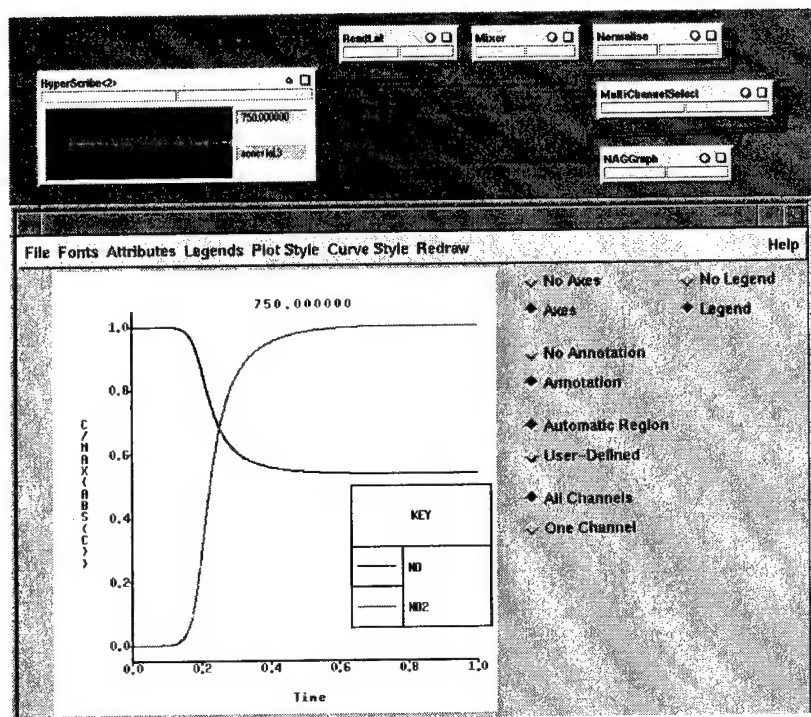 ReadLat
Mixer
Normalise
HyperScribe<2>
750.000000
MultiChannelSelect
NAGGraph
File Fonts Attributes Legends Plot Style Curve Style Redraw Help
No Axes No Legend
Axes Legend
No Annotation
Annotation
Automatic Region
User-Defined
All Channels
One Channel
750.000000
C/MAX(ABS(C))
1.0
0.8
0.6
0.4
0.2
0.0
KEY
NO
NO2
0.0 0.2 0.4 0.6 0.8 1.0
Time